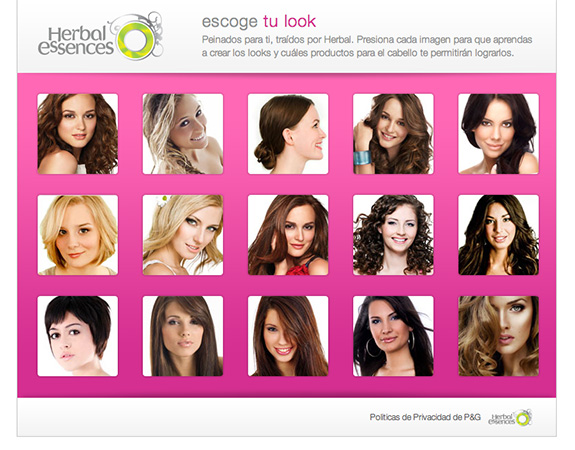 Herbal
essences
escoge tu look
Peinados para ti, traídos por Herbal. Presiona cada imagen para que aprendas
a crear los looks y cuáles productos para el cabello te permitirán lograrlos.
Políticas de Privacidad de P&G
Herbal
essences